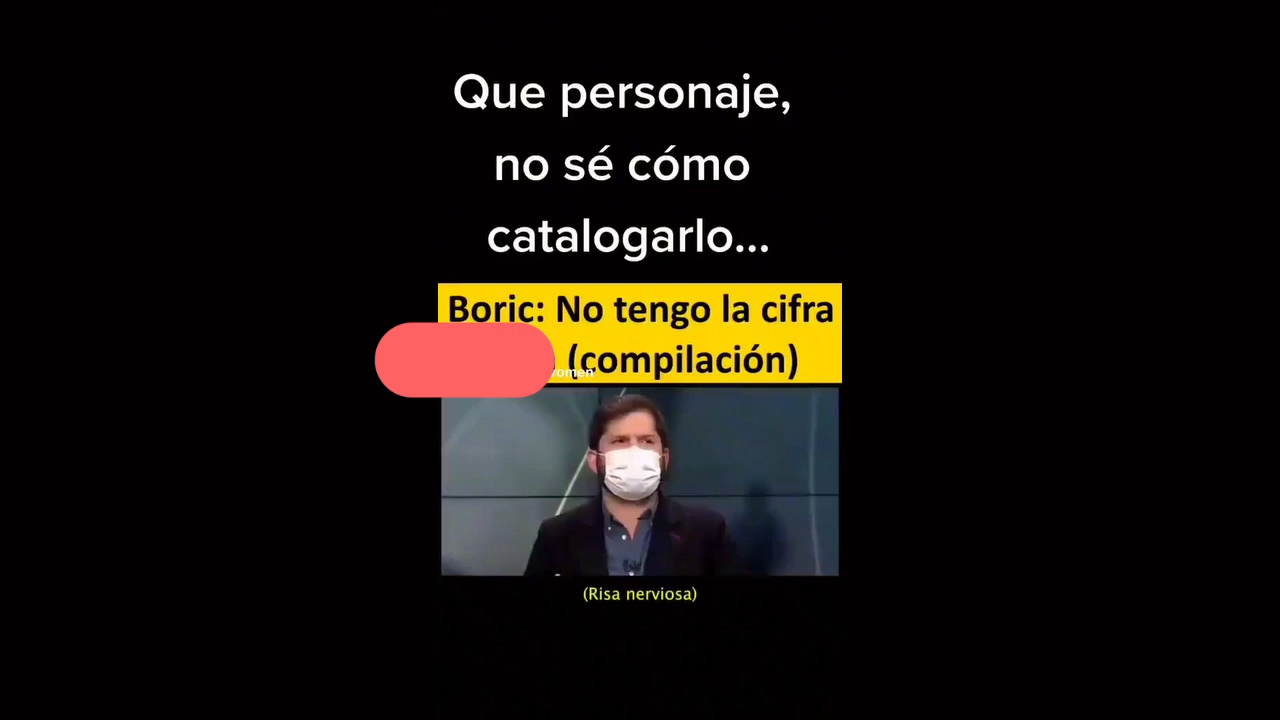 Que personaje,
no sé cómo
catalogarlo...
Boric: No tengo la cifra
(compilación)
(Risa nerviosa)